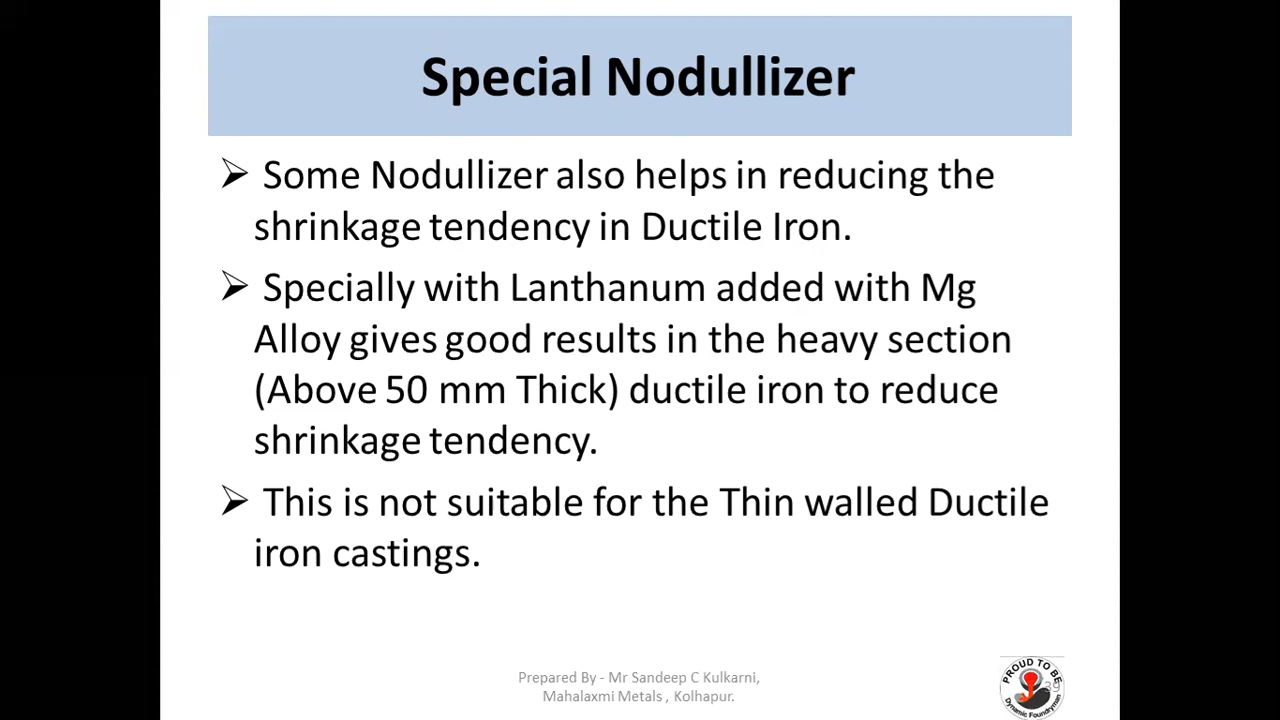 Special Nodullizer
➢ Some Nodullizer also helps in reducing the
shrinkage tendency in Ductile Iron.
➢ Specially with Lanthanum added with Mg
Alloy gives good results in the heavy section
(Above 50 mm Thick) ductile iron to reduce
shrinkage tendency.
➢ This is not suitable for the Thin walled Ductile
iron castings.
Prepared By - Mr Sandeep C Kulkarni,
Mahalaxmi Metals , Kolhapur.
PROUD TO BE
Dynamic Foundryman